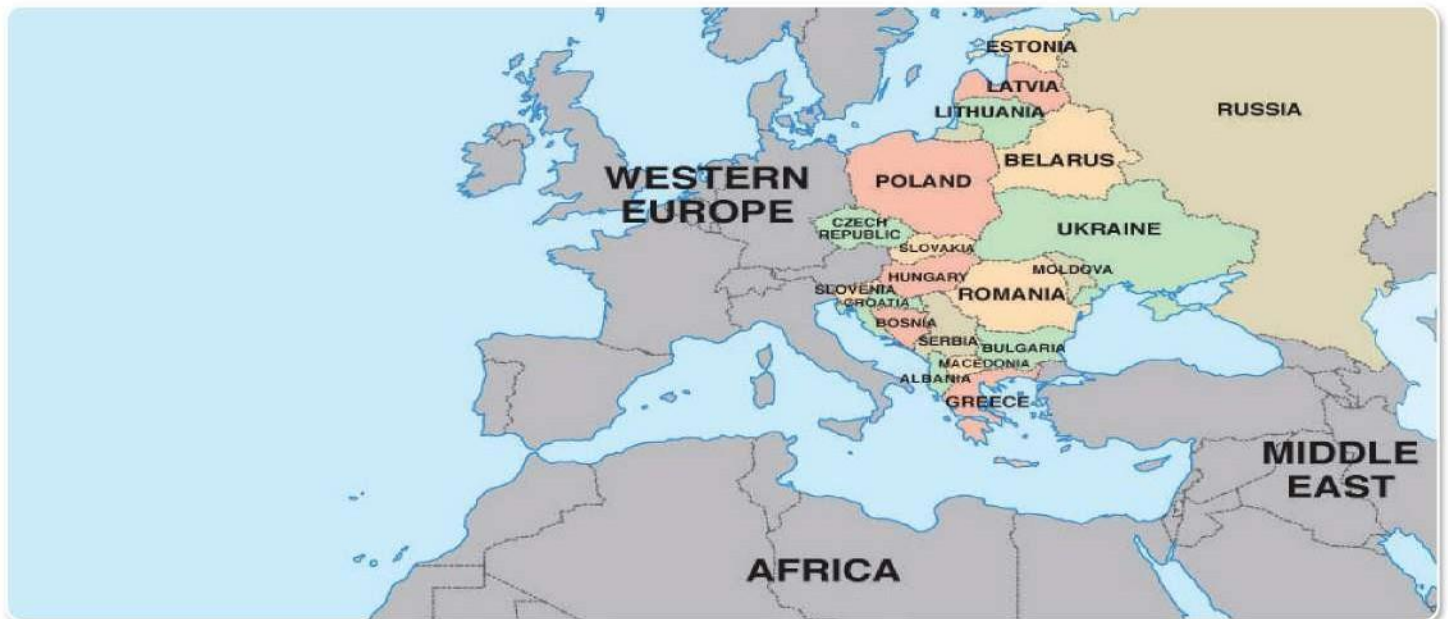 ESTONIA
LATVIA
LITHUANIA
RUSSIA
BELARUS
WESTERN
EUROPE
POLAND
CZECH
REPUBLIC
UKRAINE
SLOVAKIA
HUNGARY
MOLDOVA
SLOVENIA
ROMANIA
CROATIA
BOSNIA
SERBIA
BULGARIA
MACEDONIA
ALBANIA
GREECE
MIDDLE
EAST
AFRICA